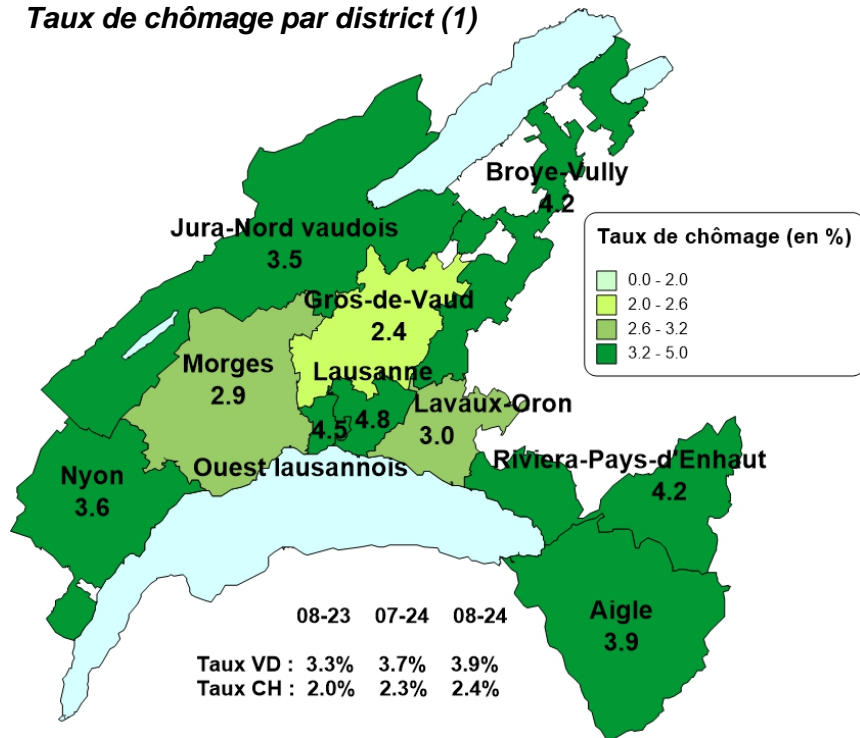 Taux de chômage par district (1)
Broye-Vully
4.2
Jura-Nord vaudois
3.5
Taux de chômage (en %)
0.0 - 2.0
2.0 - 2.6
2.6 - 3.2
3.2 - 5.0
Gros-de-Vaud
2.4
Morges
2.9
Lausanne
4.8
4.5
Lavaux-Oron
3.0
Ouest lausannois
Riviera-Pays-d'Enhaut
4.2
Nyon
3.6
Aigle
3.9
08-23 07-24 08-24
Taux VD : 3.3% 3.7% 3.9%
Taux CH : 2.0% 2.3% 2.4%